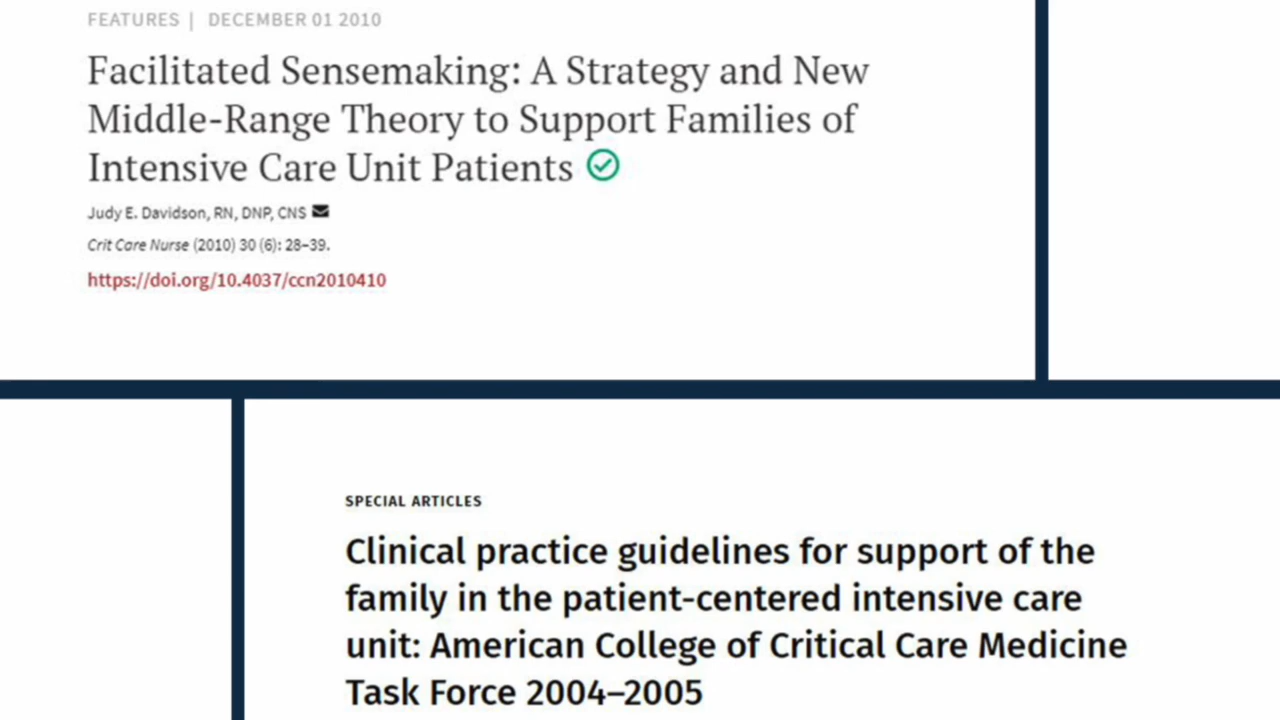 FEATURES | DECEMBER 01 2010
Facilitated Sensemaking: A Strategy and New
Middle-Range Theory to Support Families of
Intensive Care Unit Patients
Judy E. Davidson, RN, DNP, CNS
Crit Care Nurse (2010) 30 (6): 28–39.
https://doi.org/10.4037/ccn2010410
SPECIAL ARTICLES
Clinical practice guidelines for support of the
family in the patient-centered intensive care
unit: American College of Critical Care Medicine
Task Force 2004–2005